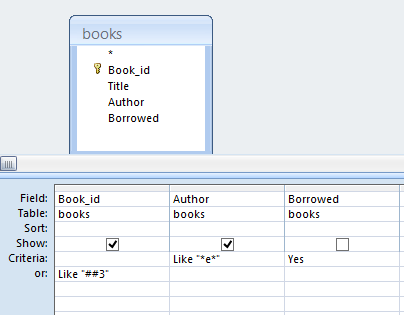 books
*
Book_id
Title
Author
Borrowed
Field: Book_id Author Borrowed
Table: books books books
Sort:
Show:
Criteria: Like "*e*" Yes
or: Like "##3"